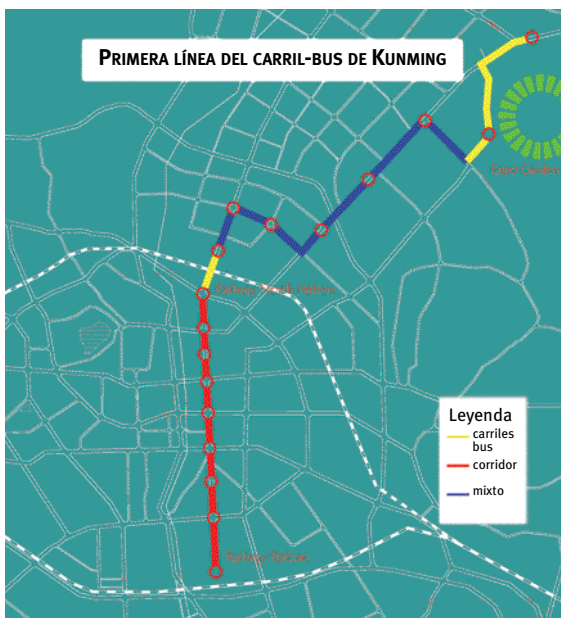 PRIMERA LÍNEA DEL CARRIL-BUS DE KUNMING
Expo Garden
Railway North Station
Leyenda
carriles
bus
corridor
mixto
Railway Station